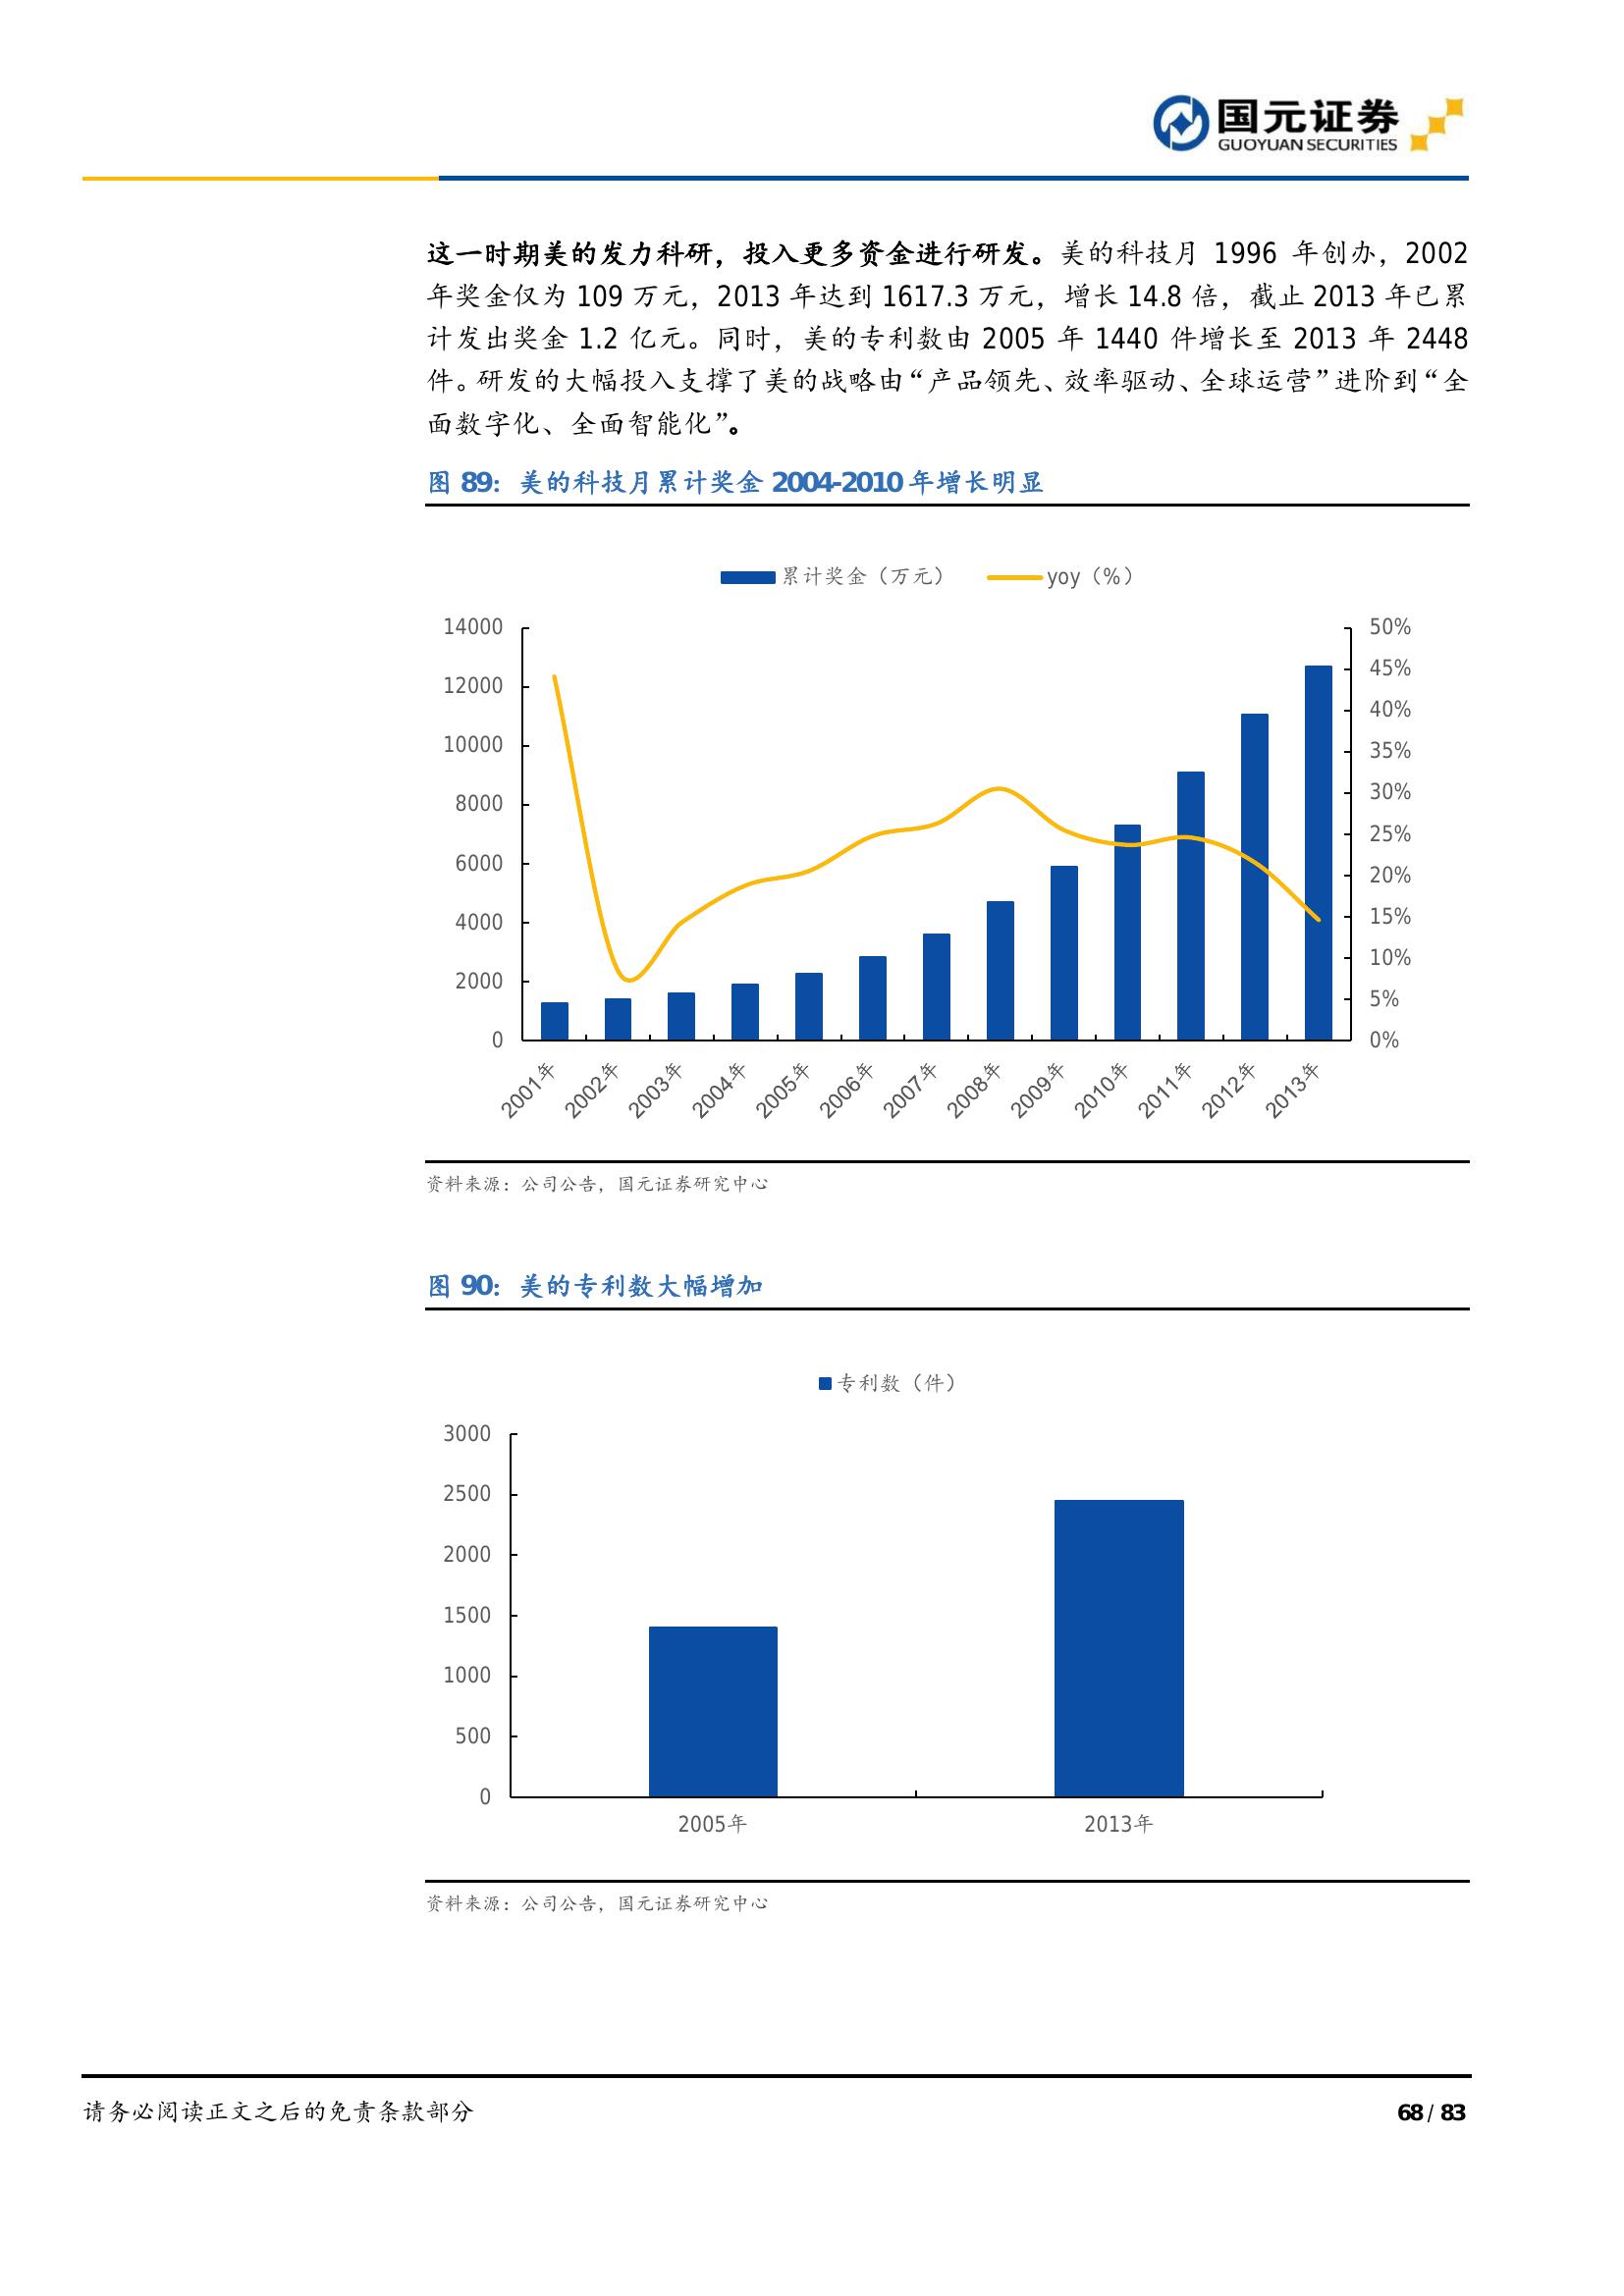 国元证券
GUOYUAN SECURITIES
这一时期美的发力科研，投入更多资金进行研发。美的科技月 1996 年创办，2002
年奖金仅为 109 万元，2013 年达到 1617.3 万元，增长 14.8 倍，截止 2013 年已累
计发出奖金 1.2 亿元。同时，美的专利数由 2005 年 1440 件增长至 2013 年 2448
件。研发的大幅投入支撑了美的战略由“产品领先、效率驱动、全球运营”进阶到“全
面数字化、全面智能化”。
图 89：美的科技月累计奖金 2004-2010 年增长明显
累计奖金（万元） yoy（%）
14000
12000
10000
8000
6000
4000
2000
0
50%
45%
40%
35%
30%
25%
20%
15%
10%
5%
0%
2001年 2002年 2003年 2004年 2005年 2006年 2007年 2008年 2009年 2010年 2011年 2012年 2013年
资料来源：公司公告，国元证券研究中心
图 90：美的专利数大幅增加
专利数（件）
3000
2500
2000
1500
1000
500
0
2005年 2013年
资料来源：公司公告，国元证券研究中心
请务必阅读正文之后的免责条款部分 68 / 83